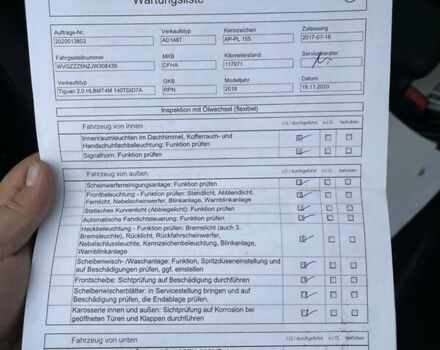 Wartungsliste
Auftrags-Nr. Verkaufstyp Kennzeichen Zulassung
2020013802 AD148T AP-PL 155 2017-07-18
Fahrgestellnummer MKB Kilometerstand Serviceberater
WVGZZZ5NZJW308439 DFHA 117971
Verkaufstyp GKB Modelljahr Datum
Tiguan 2.0 HLBMT4M 140TDID7A RPN 2018 19.11.2020
Inspektion mit Ölwechsel (flexibel)
Fahrzeug von innen i.O./ durchgeführt n.i.O. behoben
Innenraumleuchten im Dachhimmel, Kofferraum- und
Handschuhfachbeleuchtung: Funktion prüfen
Signalhorn: Funktion prüfen
Fahrzeug von außen i.O./ durchgeführt n.i.O. behoben
Scheinwerferreinigungsanlage: Funktion prüfen
Frontbeleuchtung - Funktion prüfen: Standlicht, Abblendlicht,
Fernlicht, Nebelscheinwerfer, Blinkanlage, Warnblinkanlage
Statisches Kurvenlicht (Abbiegelicht): Funktion prüfen
Automatische Fahrlichtsteuerung: Funktion prüfen
Heckbeleuchtung - Funktion prüfen: Bremslicht (auch 3.
Bremsleuchte), Rücklicht, Rückfahrscheinwerfer,
Nebelschlussleuchte, Kennzeichenbeleuchtung, Blinkanlage,
Warnblinkanlage
Scheibenwisch-/Waschanlage: Funktion, Spritzdüseneinstellung und
auf Beschädigungen prüfen, ggf. einstellen
Frontscheibe: Sichtprüfung auf Beschädigung durchführen
Scheibenwischerblätter: in Servicestellung bringen und auf
Beschädigung prüfen, die Endablage prüfen.
Karosserie innen und außen: Sichtprüfung auf Korrosion bei
geöffneten Türen und Klappen durchführen
Fahrzeug von unten i.O./ durchgeführt n.i.O. behoben